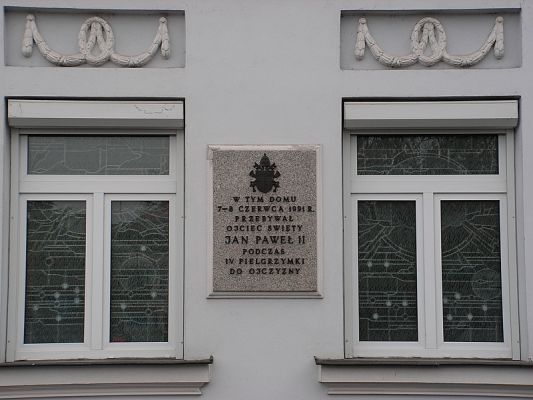 W TYM DOMU
7–8 CZERWCA 1991 R.
PRZEBYWAŁ
OJCIEC ŚWIĘTY
JAN PAWEŁ II
PODCZAS
IV PIELGRZYMKI
DO OJCZYZNY